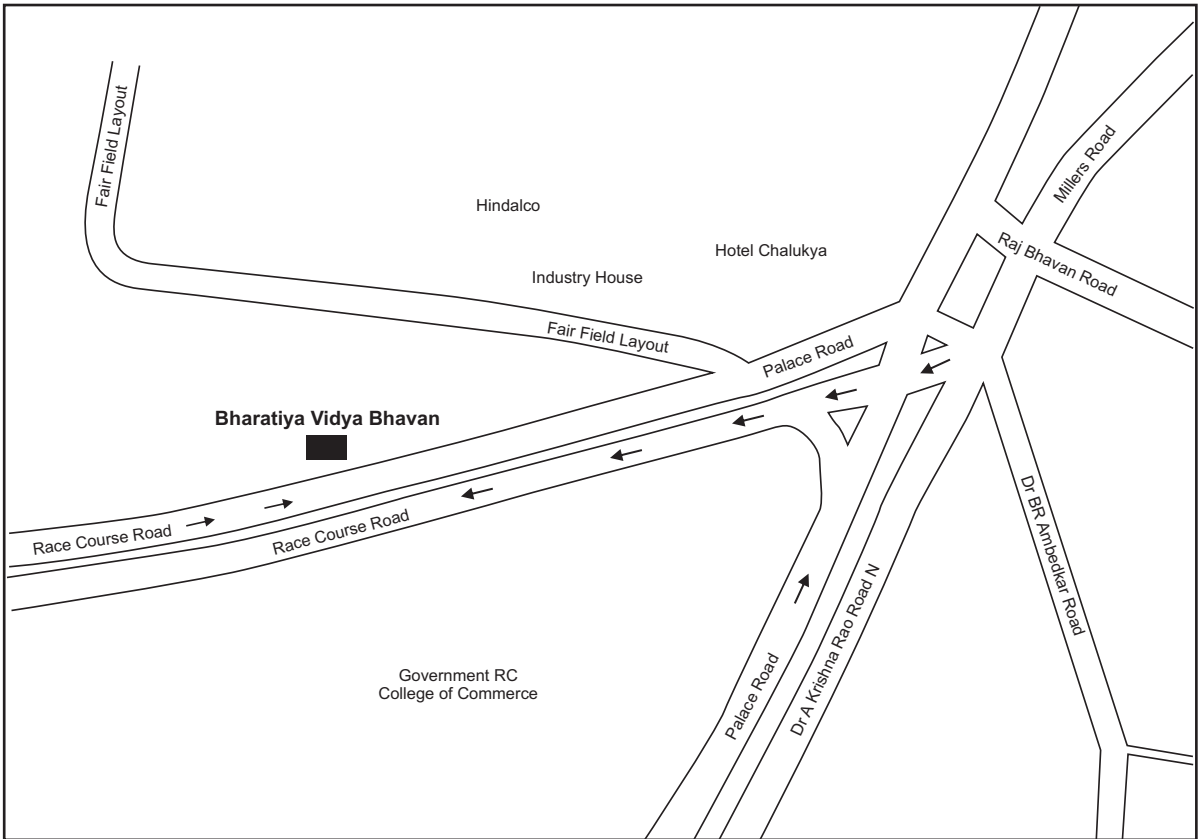 Fair Field Layout
Millers Road
Hindalco
Raj Bhavan Road
Hotel Chalukya
Industry House
Fair Field Layout
Palace Road
Bharatiya Vidya Bhavan
Race Course Road
Race Course Road
Dr BR Ambedkar Road
Dr A Krishna Rao Road N
Government RC
College of Commerce
Palace Road